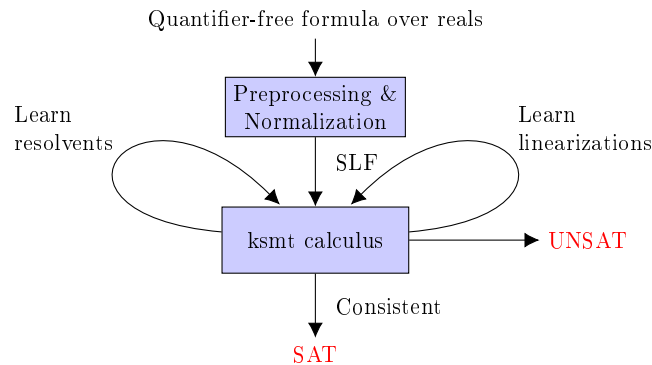 Quantifier-free formula over reals
Preprocessing &
Normalization
Learn
resolvents
Learn
linearizations
SLF
ksmt calculus
UNSAT
Consistent
SAT